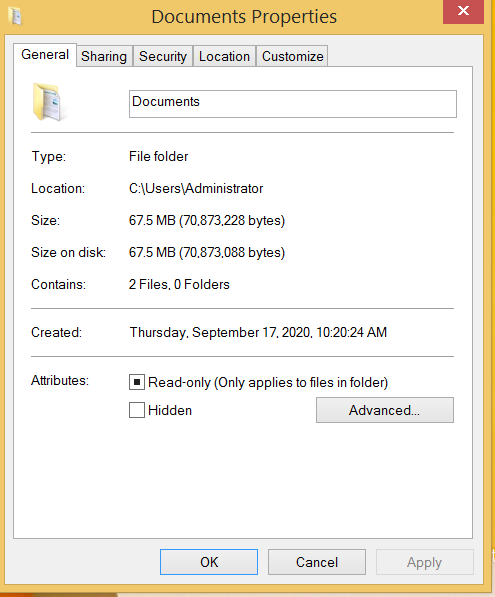 Documents Properties
General Sharing Security Location Customize
Documents
Type: File folder
Location: C:\Users\Administrator
Size: 67.5 MB (70,873,228 bytes)
Size on disk: 67.5 MB (70,873,088 bytes)
Contains: 2 Files, 0 Folders
Created: Thursday, September 17, 2020, 10:20:24 AM
Attributes: Read-only (Only applies to files in folder)
Hidden Advanced...
OK Cancel Apply